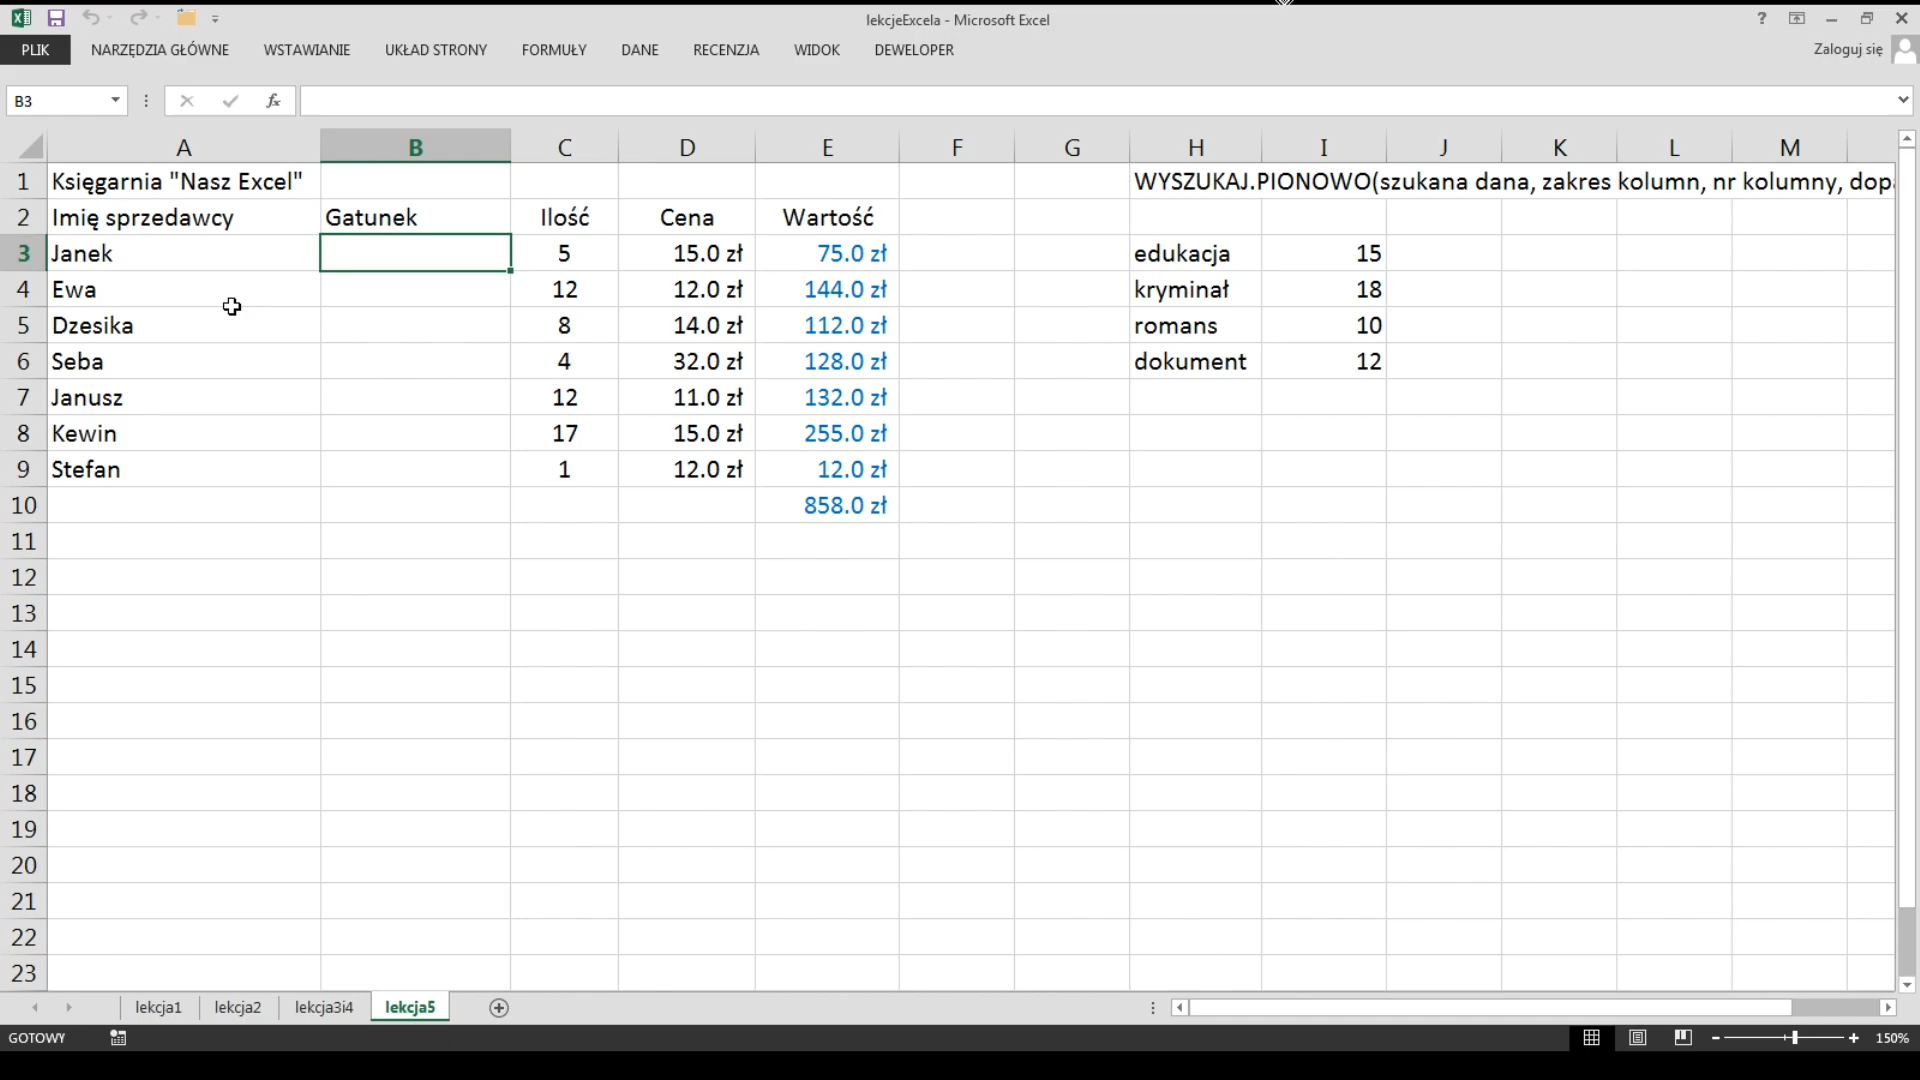 lekcjeExcela - Microsoft Excel
?
PLIK NARZĘDZIA GŁÓWNE WSTAWIANIE UKŁAD STRONY FORMUŁY DANE RECENZJA WIDOK DEWELOPER Zaloguj się
B3 fx
A B C D E F G H I J K L M
1 Księgarnia "Nasz Excel" WYSZUKAJ.PIONOWO(szukana dana, zakres kolumn, nr kolumny, dopa
2 Imię sprzedawcy Gatunek Ilość Cena Wartość
3 Janek 5 15.0 zł 75.0 zł edukacja 15
4 Ewa 12 12.0 zł 144.0 zł kryminał 18
5 Dzesika 8 14.0 zł 112.0 zł romans 10
6 Seba 4 32.0 zł 128.0 zł dokument 12
7 Janusz 12 11.0 zł 132.0 zł
8 Kewin 17 15.0 zł 255.0 zł
9 Stefan 1 12.0 zł 12.0 zł
10 858.0 zł
11
12
13
14
15
16
17
18
19
20
21
22
23
lekcja1 lekcja2 lekcja3i4 lekcja5
GOTOWY 150%